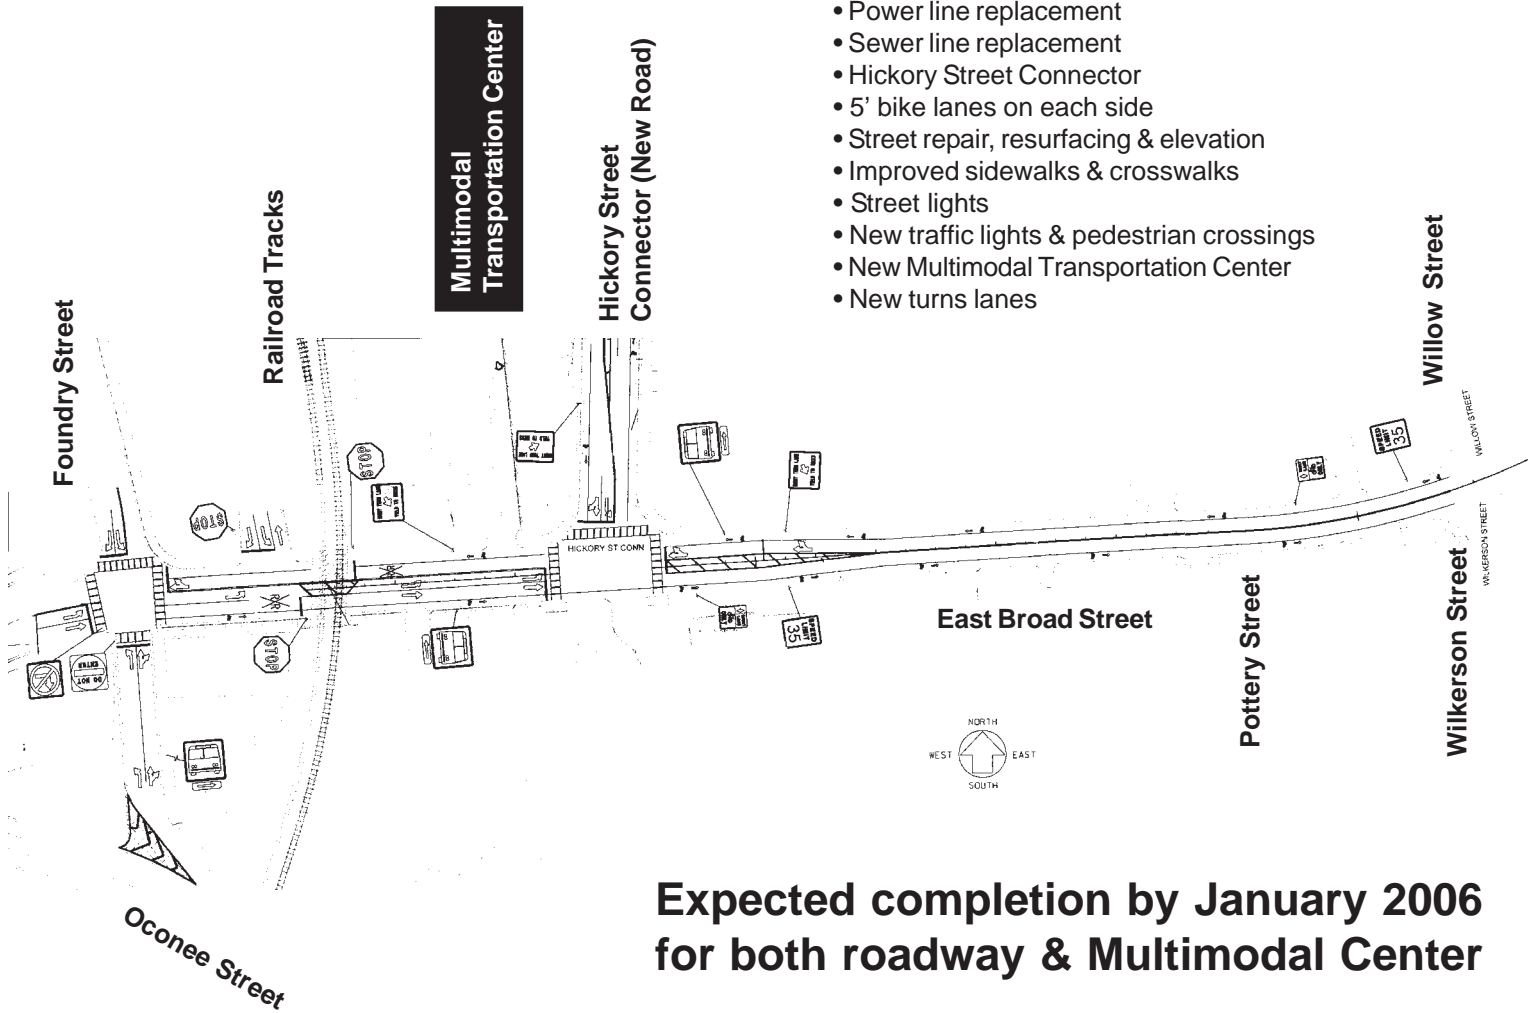 • Power line replacement
• Sewer line replacement
• Hickory Street Connector
• 5’ bike lanes on each side
• Street repair, resurfacing & elevation
• Improved sidewalks & crosswalks
• Street lights
• New traffic lights & pedestrian crossings
• New Multimodal Transportation Center
• New turns lanes
Foundry Street
Railroad Tracks
Multimodal
Transportation Center
Hickory Street
Connector (New Road)
Willow Street
WILLOW STREET
STOP
STOP
SPEED
LIMIT
35
HICKORY ST CONN
R R
STOP
SPEED
LIMIT
35
DO NOT
ENTER
East Broad Street
Pottery Street
Wilkerson Street
WILKERSON STREET
NORTH
WEST
EAST
SOUTH
Oconee Street
Expected completion by January 2006
for both roadway & Multimodal Center